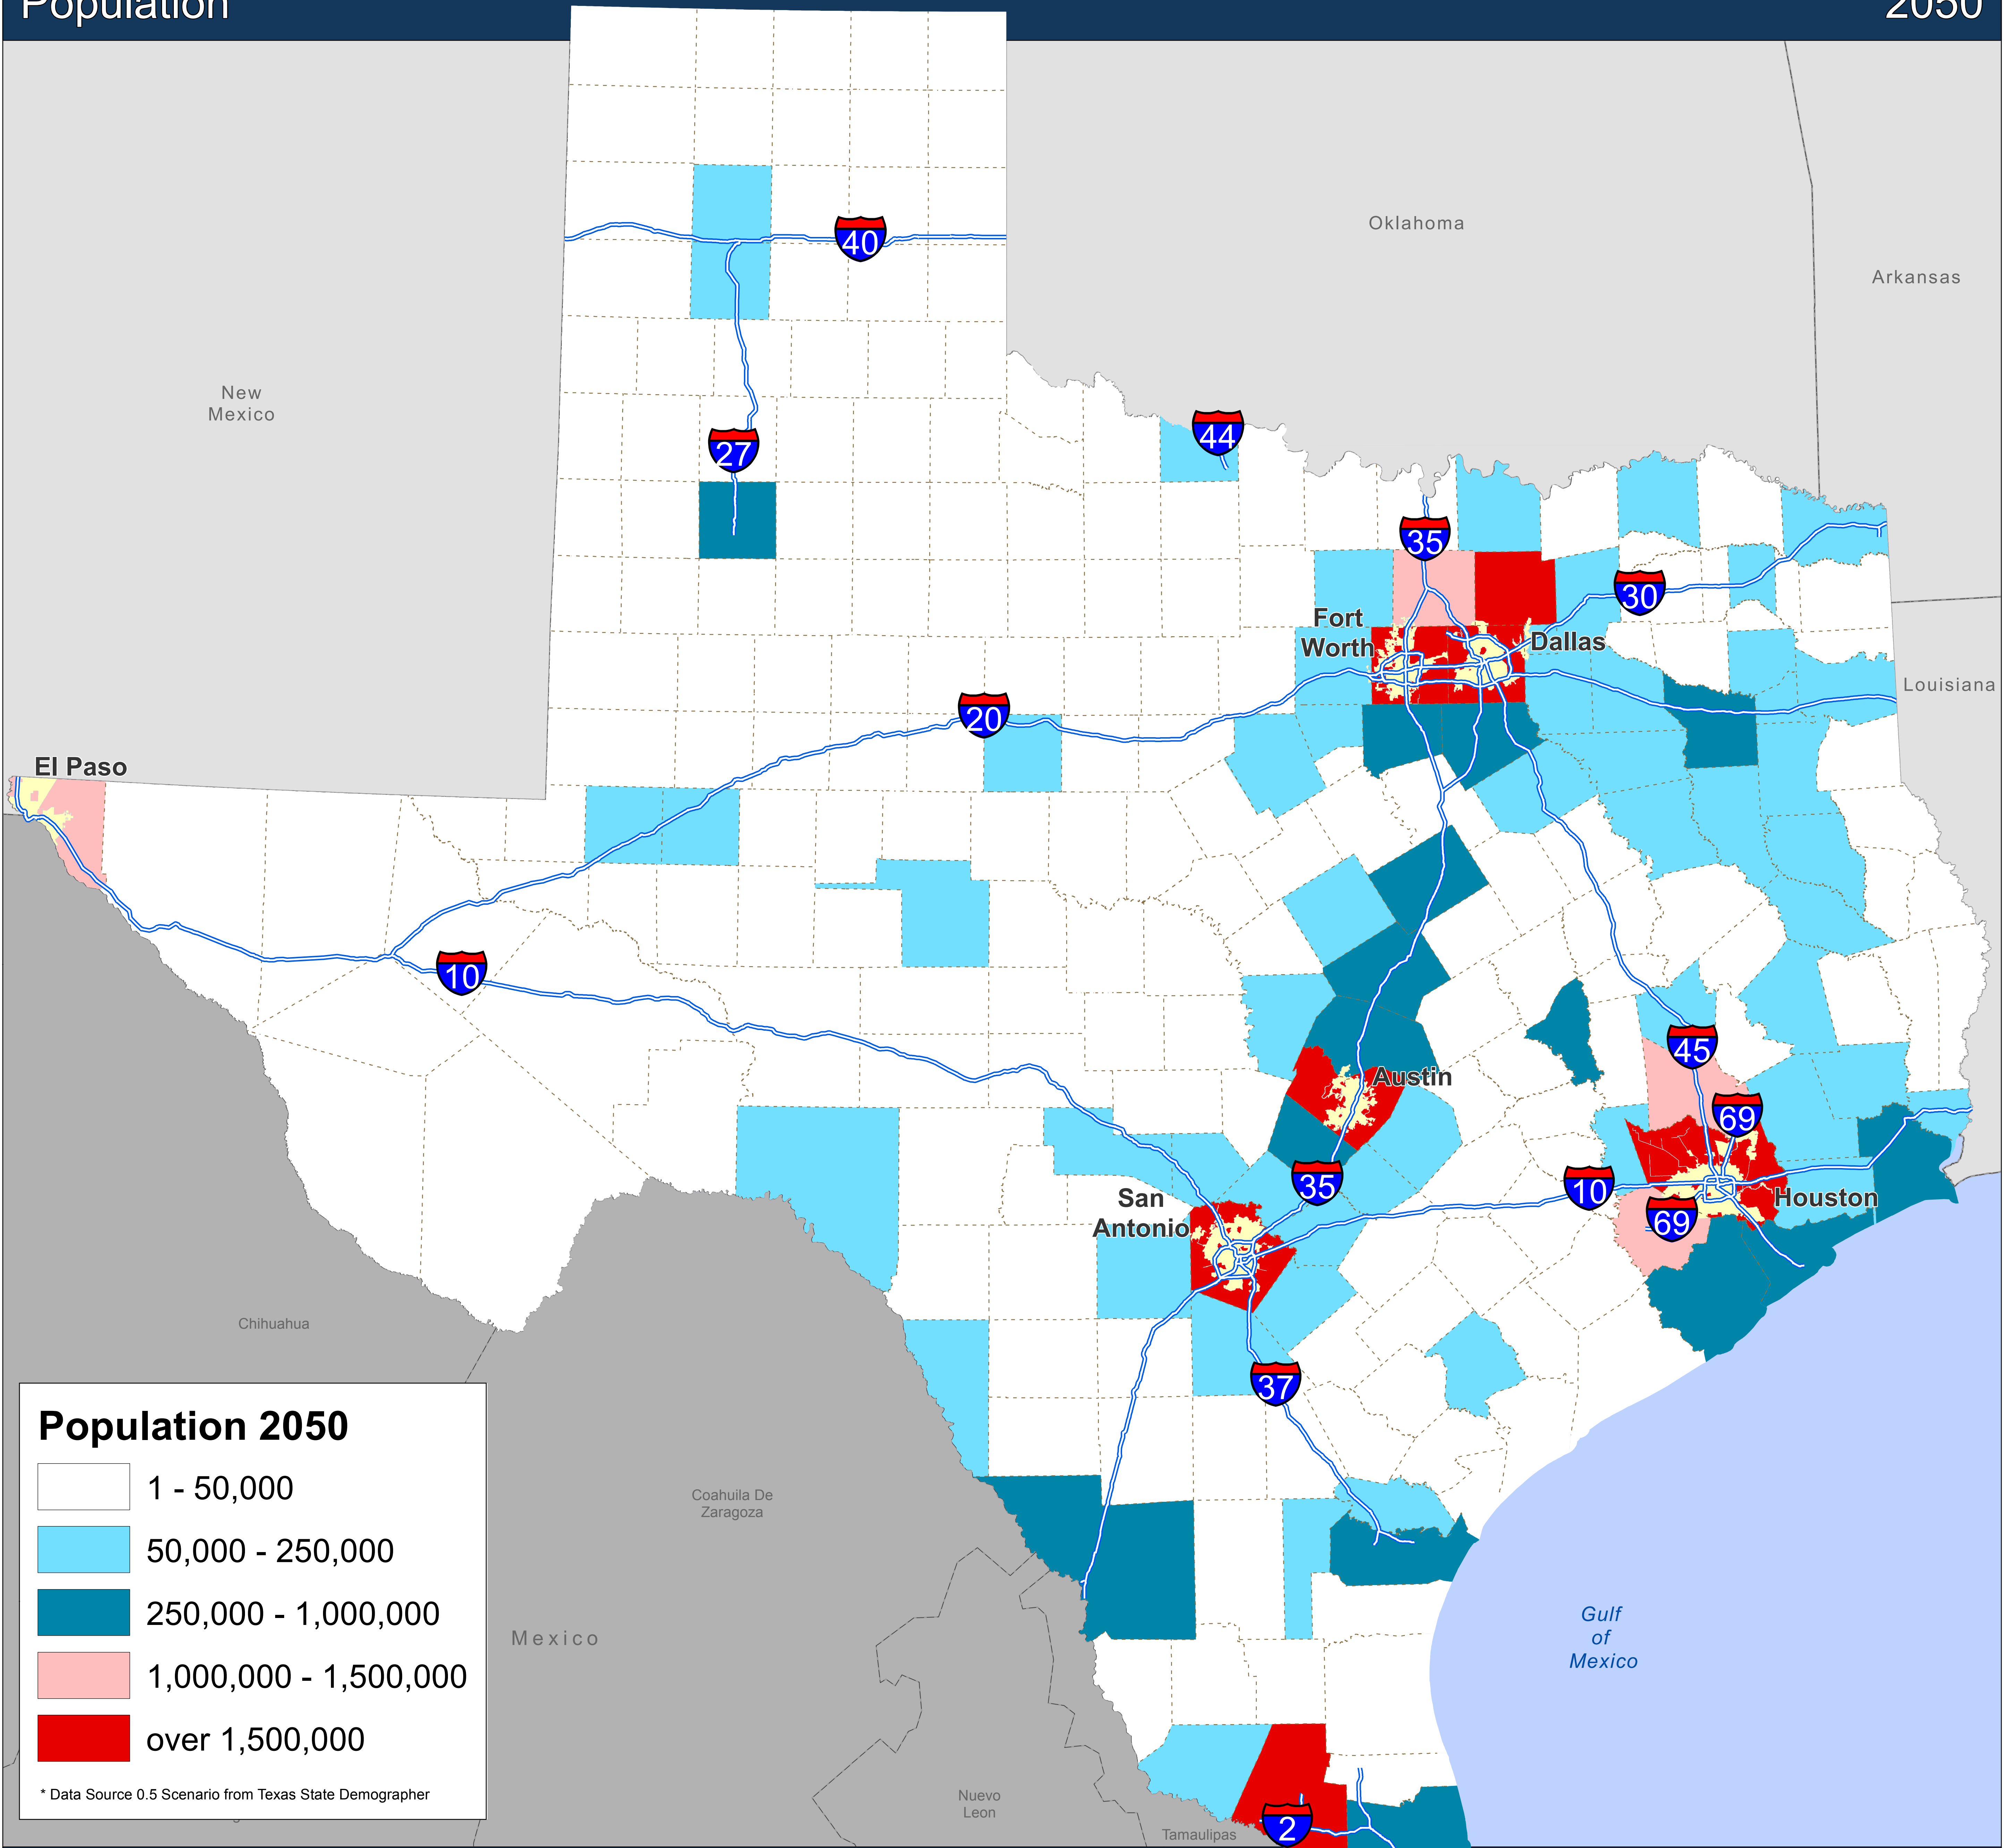 Population 2050
40
Oklahoma
Arkansas
New
Mexico
27
44
35
30
Fort
Worth
Dallas
20
Louisiana
El Paso
10
45
Austin
69
35
10
San
Antonio
Houston
69
37
Chihuahua
Coahuila De
Zaragoza
Mexico
Gulf
of
Mexico
Nuevo
Leon
Tamaulipas
2
Population 2050
1 - 50,000
50,000 - 250,000
250,000 - 1,000,000
1,000,000 - 1,500,000
over 1,500,000
* Data Source 0.5 Scenario from Texas State Demographer